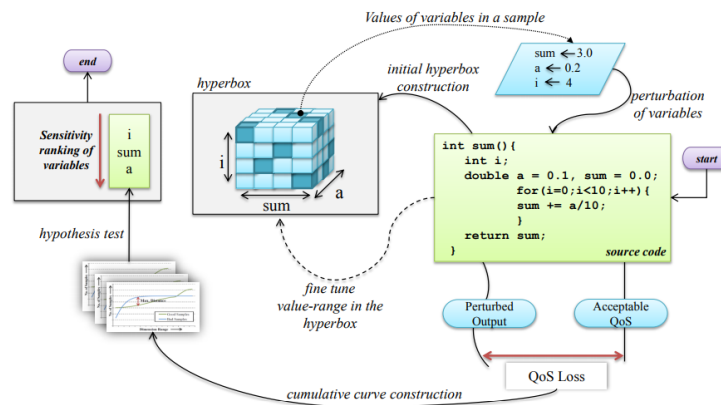 end
Sensitivity
ranking of
variables
i
sum
a
hypothesis test
Values of variables in a sample
hyperbox
initial hyperbox
construction
i
a
sum
sum ← 3.0
a ← 0.2
i ← 4
perturbation
of variables
start
int sum(){
int i;
double a = 0.1, sum = 0.0;
for(i=0;i<10;i++){
sum += a/10;
}
return sum;
}
source code
fine tune
value-range in the
hyperbox
Perturbed
Output
Acceptable
QoS
QoS Loss
cumulative curve construction